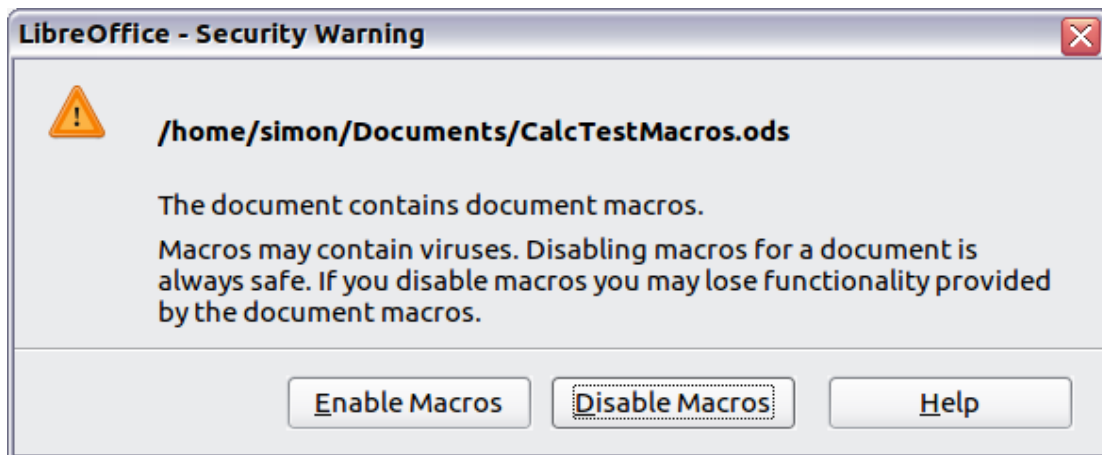 LibreOffice - Security Warning
/home/simon/Documents/CalcTestMacros.ods
The document contains document macros.
Macros may contain viruses. Disabling macros for a document is
always safe. If you disable macros you may lose functionality provided
by the document macros.
Enable Macros Disable Macros Help